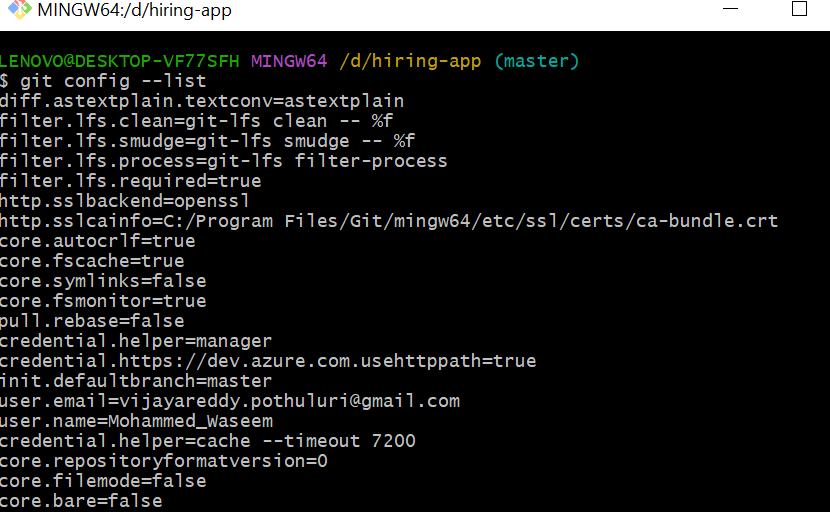 MINGW64:/d/hiring-app
LENOVO@DESKTOP-VF77SFH MINGW64 /d/hiring-app (master)
$ git config --list
diff.astextplain.textconv=astextplain
filter.lfs.clean=git-lfs clean -- %f
filter.lfs.smudge=git-lfs smudge -- %f
filter.lfs.process=git-lfs filter-process
filter.lfs.required=true
http.sslbackend=openssl
http.sslcainfo=C:/Program Files/Git/mingw64/etc/ssl/certs/ca-bundle.crt
core.autocrlf=true
core.fscache=true
core.symlinks=false
core.fsmonitor=true
pull.rebase=false
credential.helper=manager
credential.https://dev.azure.com.usehttppath=true
init.defaultbranch=master
user.email=vijayareddy.pothuluri@gmail.com
user.name=Mohammed_Waseem
credential.helper=cache --timeout 7200
core.repositoryformatversion=0
core.filemode=false
core.bare=false